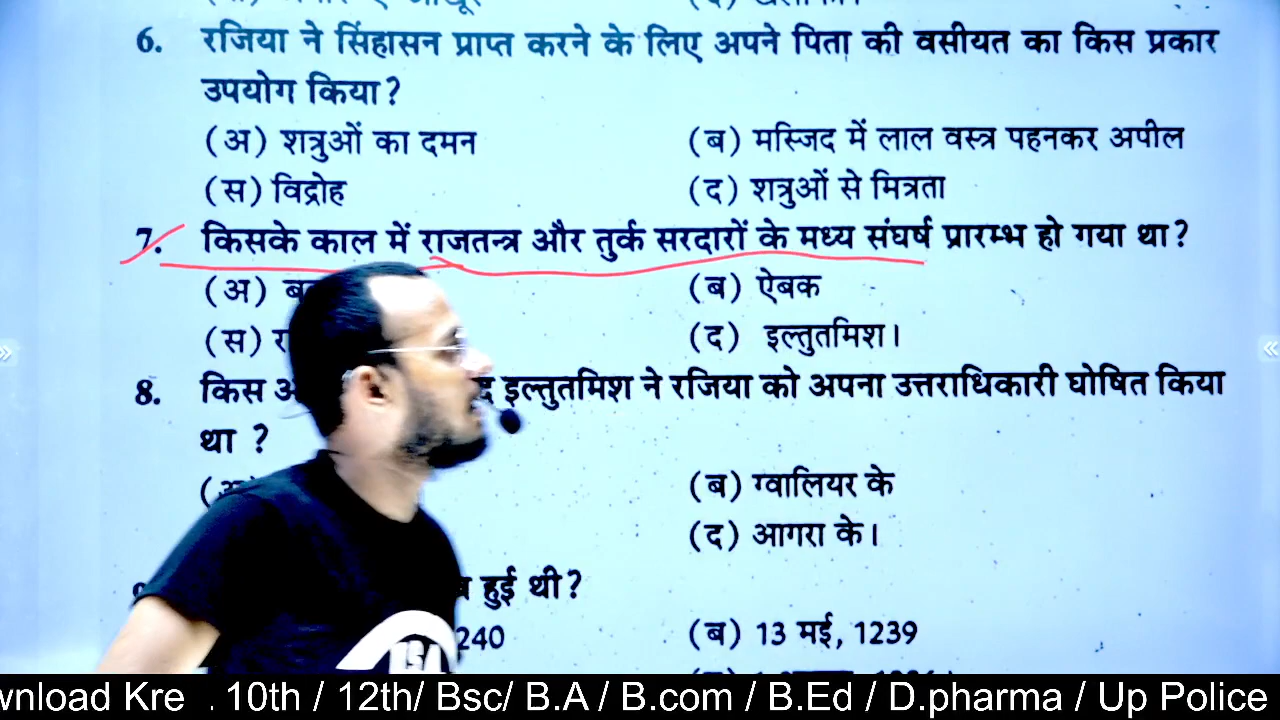 6. रजिया ने सिंहासन प्राप्त करने के लिए अपने पिता की वसीयत का किस प्रकार
उपयोग किया?
(अ) शत्रुओं का दमन (ब) मस्जिद में लाल वस्त्र पहनकर अपील
(स) विद्रोह (द) शत्रुओं से मित्रता
7. किसके काल में राजतन्त्र और तुर्क सरदारों के मध्य संघर्ष प्रारम्भ हो गया था?
(अ) (ब) ऐबक
(स) (द) इल्तुतमिश।
8. किस इल्तुतमिश ने रजिया को अपना उत्तराधिकारी घोषित किया
था ?
(ब) ग्वालियर के
(द) आगरा के।
हुई थी?
240 (ब) 13 मई, 1239
wnload Kre . 10th / 12th/ Bsc/ B.A / B.com / B.Ed / D.pharma / Up Police